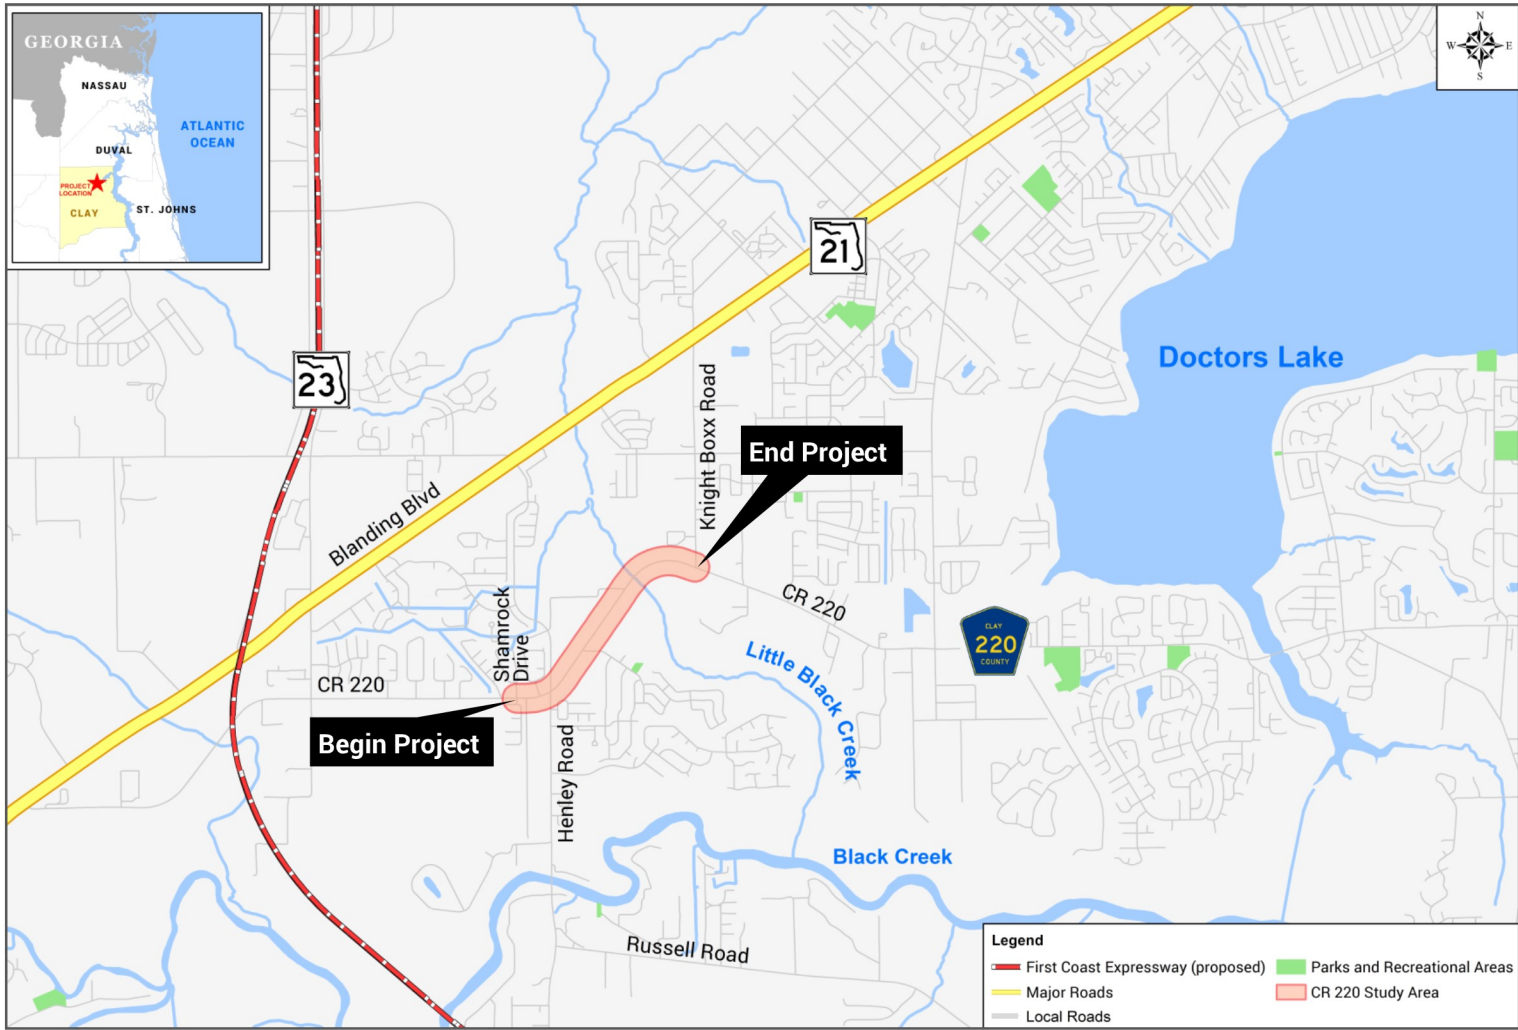 GEORGIA
NASSAU
ATLANTIC
OCEAN
DUVAL
PROJECT
LOCATION
CLAY
ST. JOHNS
N
W
E
S
21
23
Doctors Lake
Knight Boxx Road
End Project
Blanding Blvd
CR 220
CLAY
220
COUNTY
Shamrock
Drive
Little Black Creek
CR 220
Begin Project
Henley Road
Black Creek
Russell Road
Legend
First Coast Expressway (proposed)
Major Roads
Local Roads
Parks and Recreational Areas
CR 220 Study Area